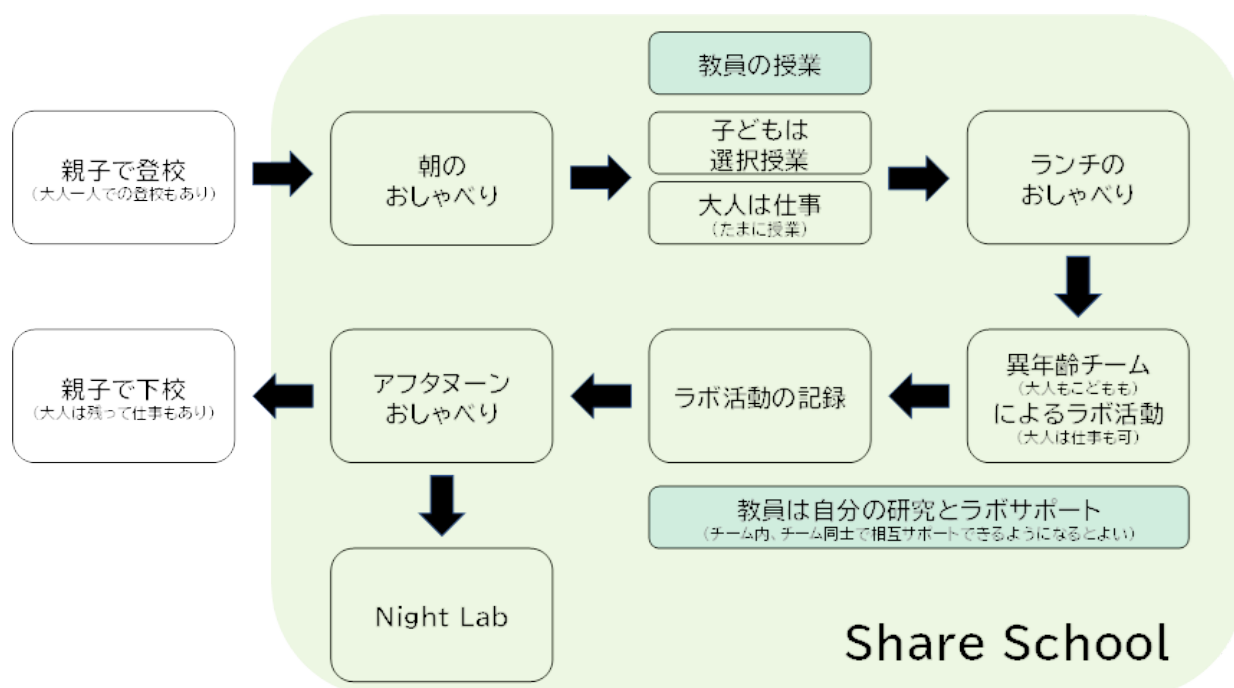 教員の授業
親子で登校
（大人一人での登校もあり）
朝の
おしゃべり
子どもは
選択授業
大人は仕事
（たまに授業）
ランチの
おしゃべり
異年齢チーム
（大人もこどもも）
によるラボ活動
（大人は仕事も可）
教員は自分の研究とラボサポート
（チーム内、チーム同士で相互サポートできるようになるとよい）
ラボ活動の記録
アフタヌーン
おしゃべり
親子で下校
（大人は残って仕事もあり）
Night Lab
Share School